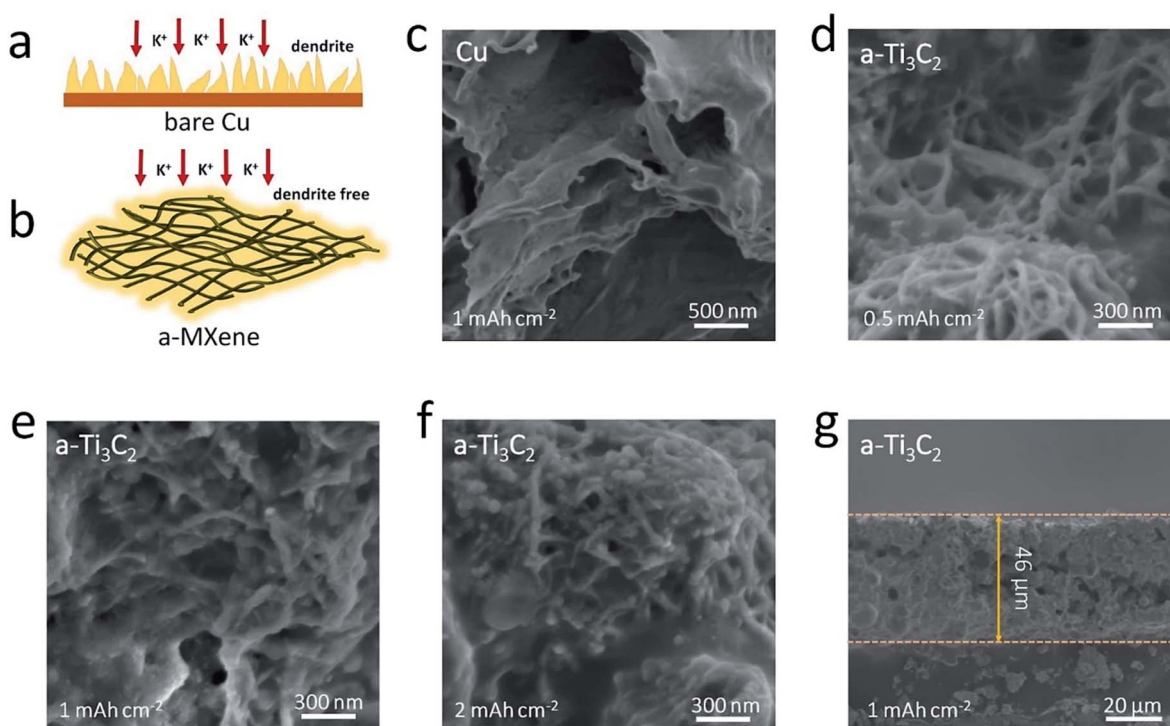 a
K⁺ K⁺ K⁺
dendrite
bare Cu
b
K⁺ K⁺ K⁺
dendrite free
a-MXene
c
Cu
1 mAh cm⁻²
500 nm
d
a-Ti₃C₂
0.5 mAh cm⁻²
300 nm
e
a-Ti₃C₂
1 mAh cm⁻²
300 nm
f
a-Ti₃C₂
2 mAh cm⁻²
300 nm
g
a-Ti₃C₂
46 μm
1 mAh cm⁻²
20 μm